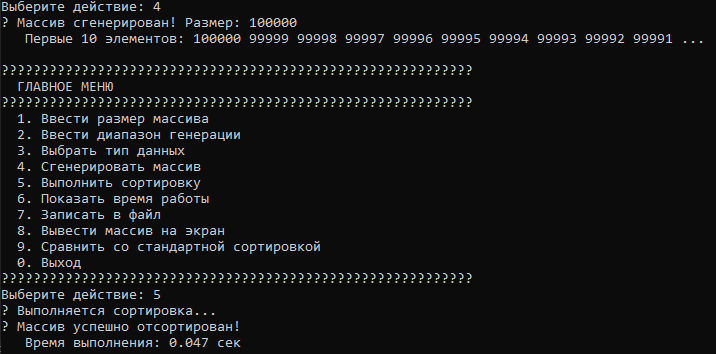 Выберите действие: 4
? Массив сгенерирован! Размер: 100000
Первые 10 элементов: 100000 99999 99998 99997 99996 99995 99994 99993 99992 99991 ...
???????????????????????????????????????????????????????????
ГЛАВНОЕ МЕНЮ
???????????????????????????????????????????????????????????
1. Ввести размер массива
2. Ввести диапазон генерации
3. Выбрать тип данных
4. Сгенерировать массив
5. Выполнить сортировку
6. Показать время работы
7. Записать в файл
8. Вывести массив на экран
9. Сравнить со стандартной сортировкой
0. Выход
???????????????????????????????????????????????????????????
Выберите действие: 5
? Выполняется сортировка...
? Массив успешно отсортирован!
Время выполнения: 0.047 сек